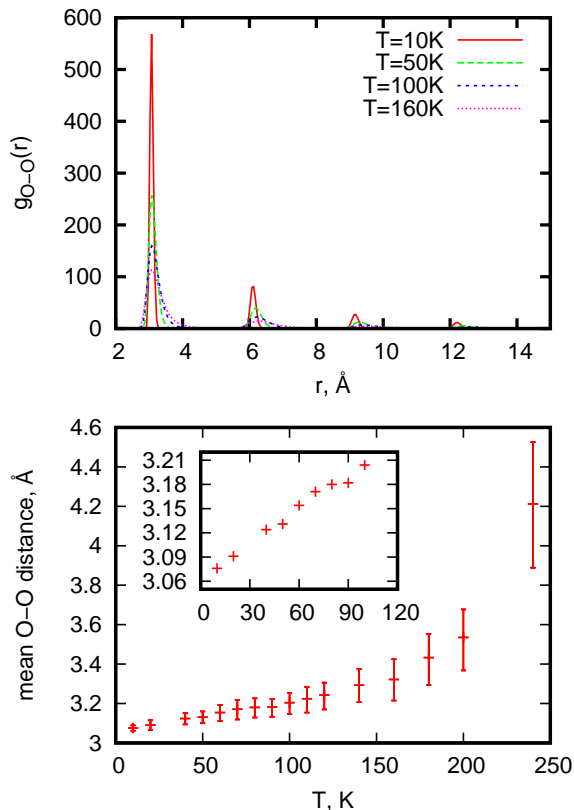 600
500
400
300
200
100
0
g_O−O(r)
T=10K
T=50K
T=100K
T=160K
2 4 6 8 10 12 14
r, Å
4.6
4.4
4.2
4
3.8
3.6
3.4
3.2
3
mean O−O distance, Å
3.21
3.18
3.15
3.12
3.09
3.06
0 30 60 90 120
0 50 100 150 200 250
T, K